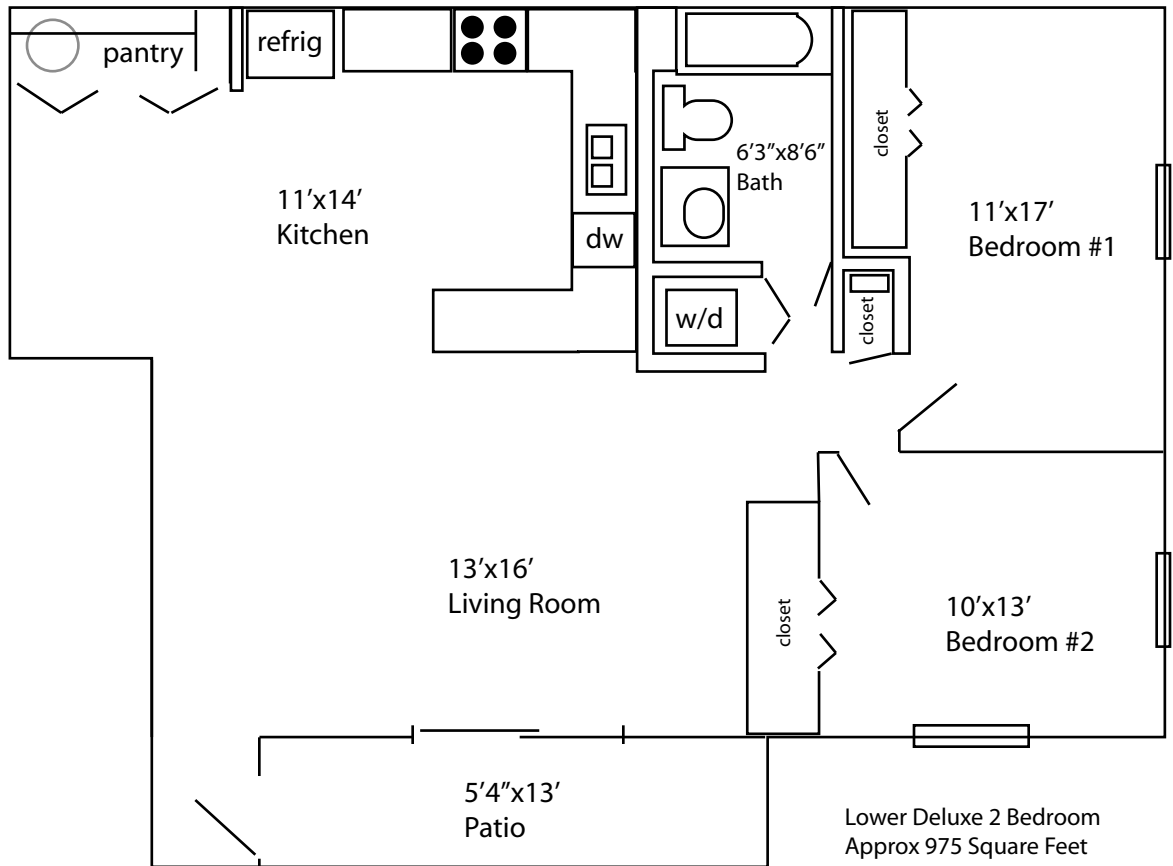 pantry
refrig
closet
6’3”x8’6”
Bath
11’x14’
Kitchen
11’x17’
Bedroom #1
dw
w/d
closet
13’x16’
Living Room
closet
10’x13’
Bedroom #2
5’4”x13’
Patio
Lower Deluxe 2 Bedroom
Approx 975 Square Feet